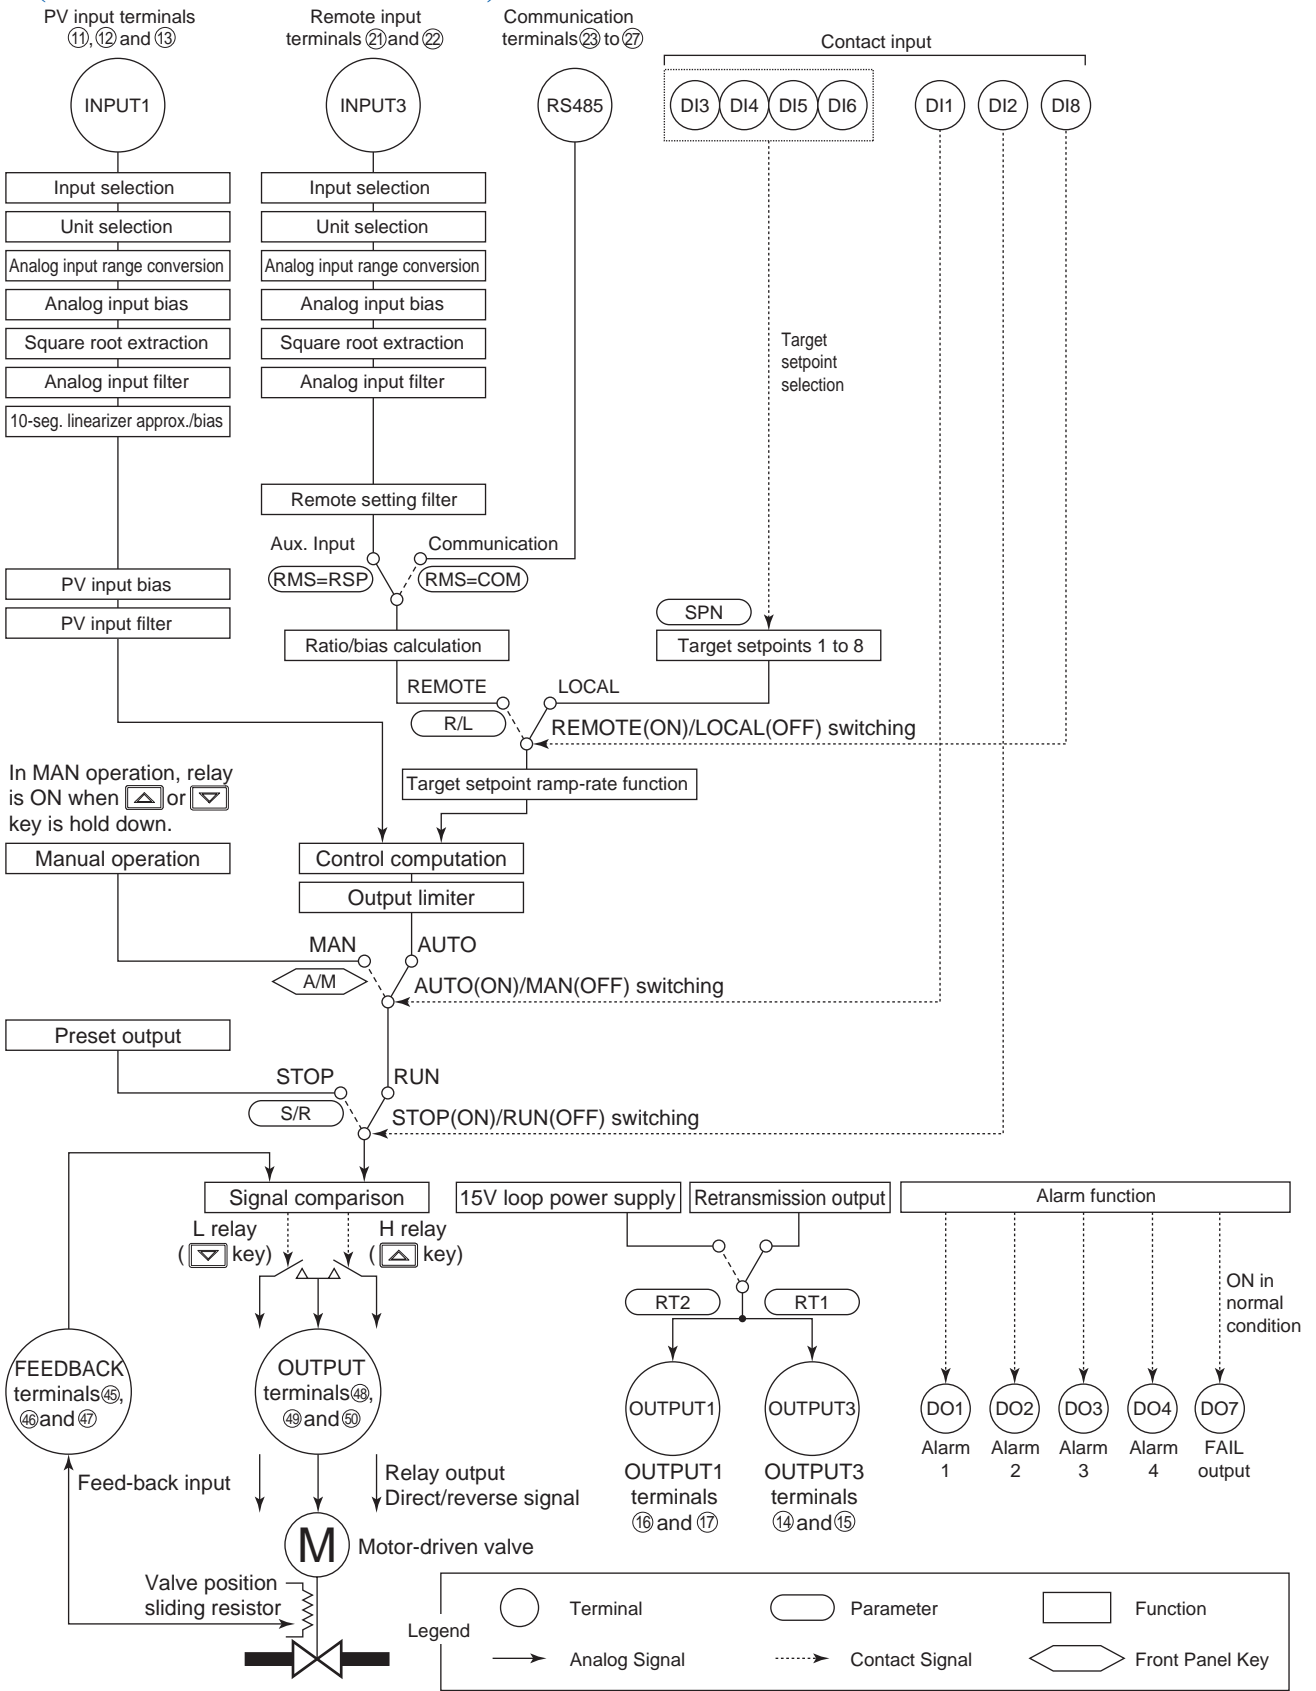 PV input terminals
⑪, ⑫ and ⑬
Remote input
terminals ㉑ and ㉒
Communication
terminals ㉓ to ㉗
Contact input
INPUT1
INPUT3
RS485
DI3
DI4
DI5
DI6
DI1
DI2
DI8
Input selection
Unit selection
Analog input range conversion
Analog input bias
Square root extraction
Analog input filter
10-seg. linearizer approx./bias
Input selection
Unit selection
Analog input range conversion
Analog input bias
Square root extraction
Analog input filter
Target
setpoint
selection
Remote setting filter
Aux. Input
Communication
RMS=RSP
RMS=COM
PV input bias
PV input filter
SPN
Ratio/bias calculation
Target setpoints 1 to 8
REMOTE
LOCAL
R/L
REMOTE(ON)/LOCAL(OFF) switching
Target setpoint ramp-rate function
In MAN operation, relay
is ON when △ or ▽
key is hold down.
Manual operation
Control computation
Output limiter
MAN
AUTO
A/M
AUTO(ON)/MAN(OFF) switching
Preset output
STOP
RUN
S/R
STOP(ON)/RUN(OFF) switching
Signal comparison
15V loop power supply
Retransmission output
Alarm function
L relay
( ▽ key)
H relay
( △ key)
RT2
RT1
ON in
normal
condition
FEEDBACK
terminals ㊺,
㊻ and ㊼
OUTPUT
terminals ㊽,
㊾ and ㊿
OUTPUT1
OUTPUT3
DO1
DO2
DO3
DO4
DO7
Alarm
1
Alarm
2
Alarm
3
Alarm
4
FAIL
output
OUTPUT1
terminals
⑯ and ⑰
OUTPUT3
terminals
⑭ and ⑮
Feed-back input
Relay output
Direct/reverse signal
M
Motor-driven valve
Valve position
sliding resistor
Legend
Terminal
Parameter
Function
Analog Signal
Contact Signal
Front Panel Key